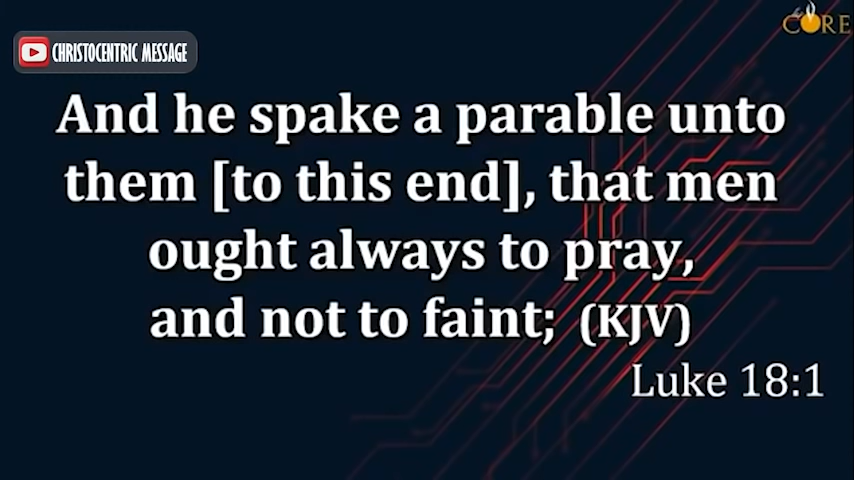 CORE
CHRISTOCENTRIC MESSAGE
And he spake a parable unto
them [to this end], that men
ought always to pray,
and not to faint; (KJV)
Luke 18:1